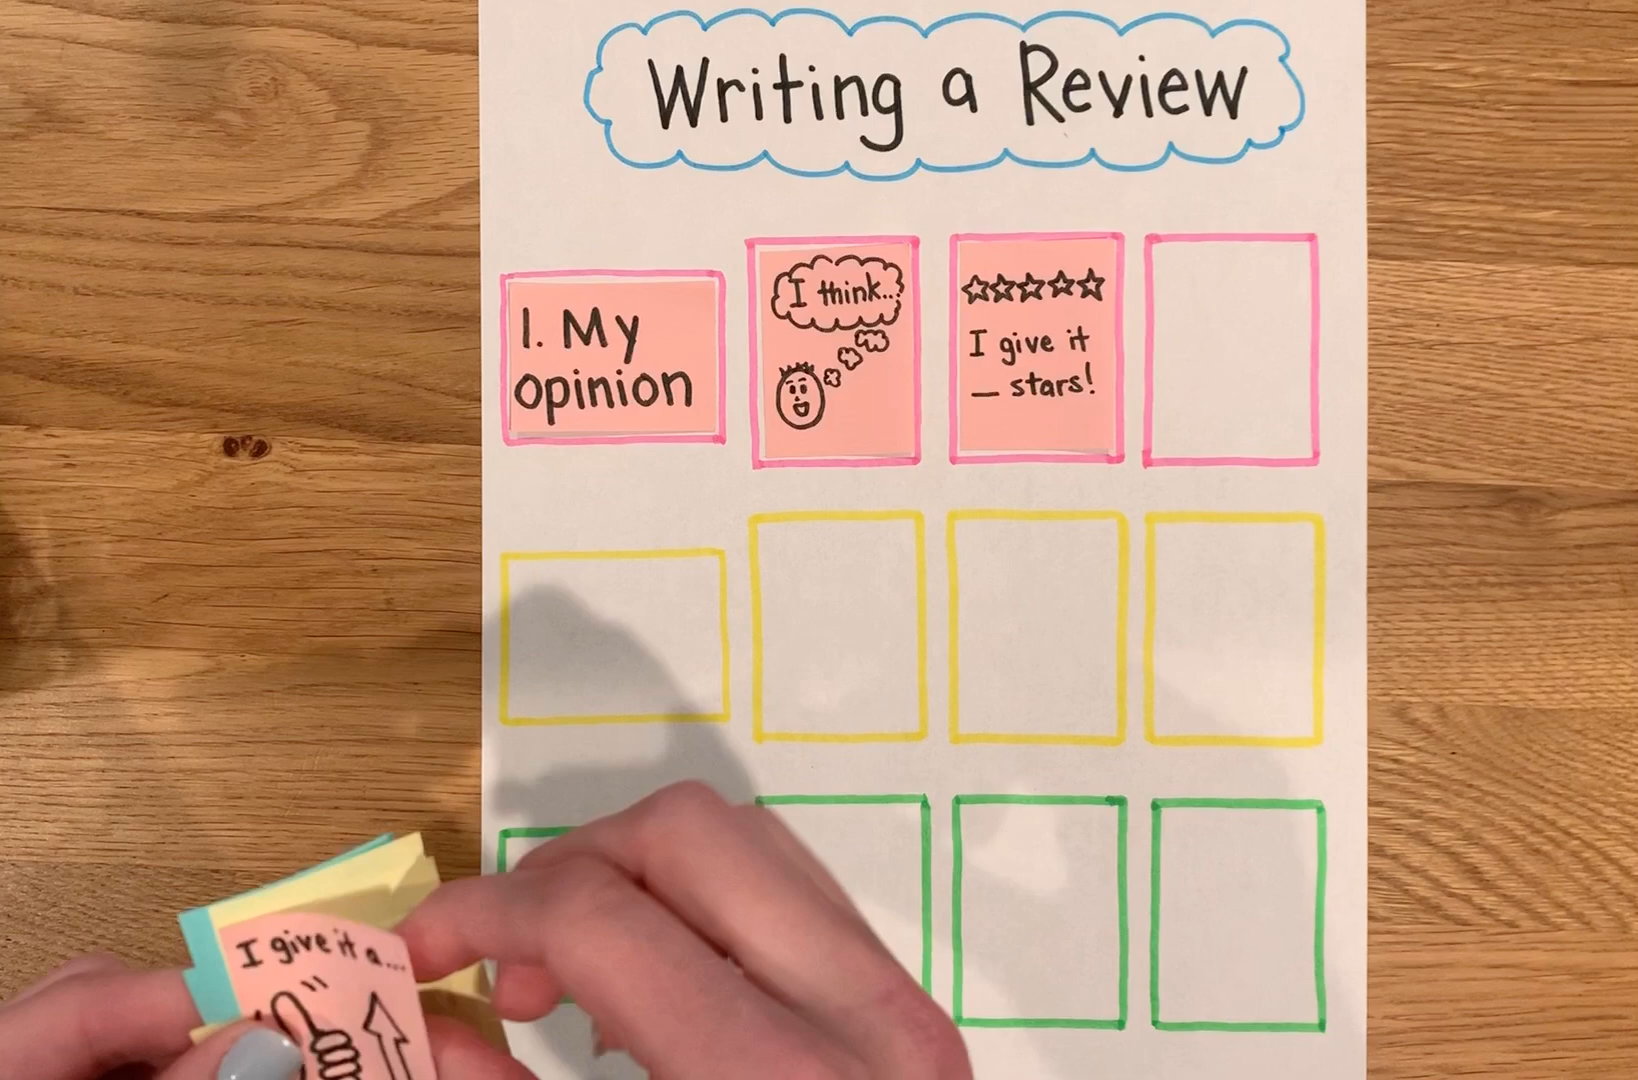 Writing a Review
1. My
opinion
I think..
I give it
_ stars!
I give it a...